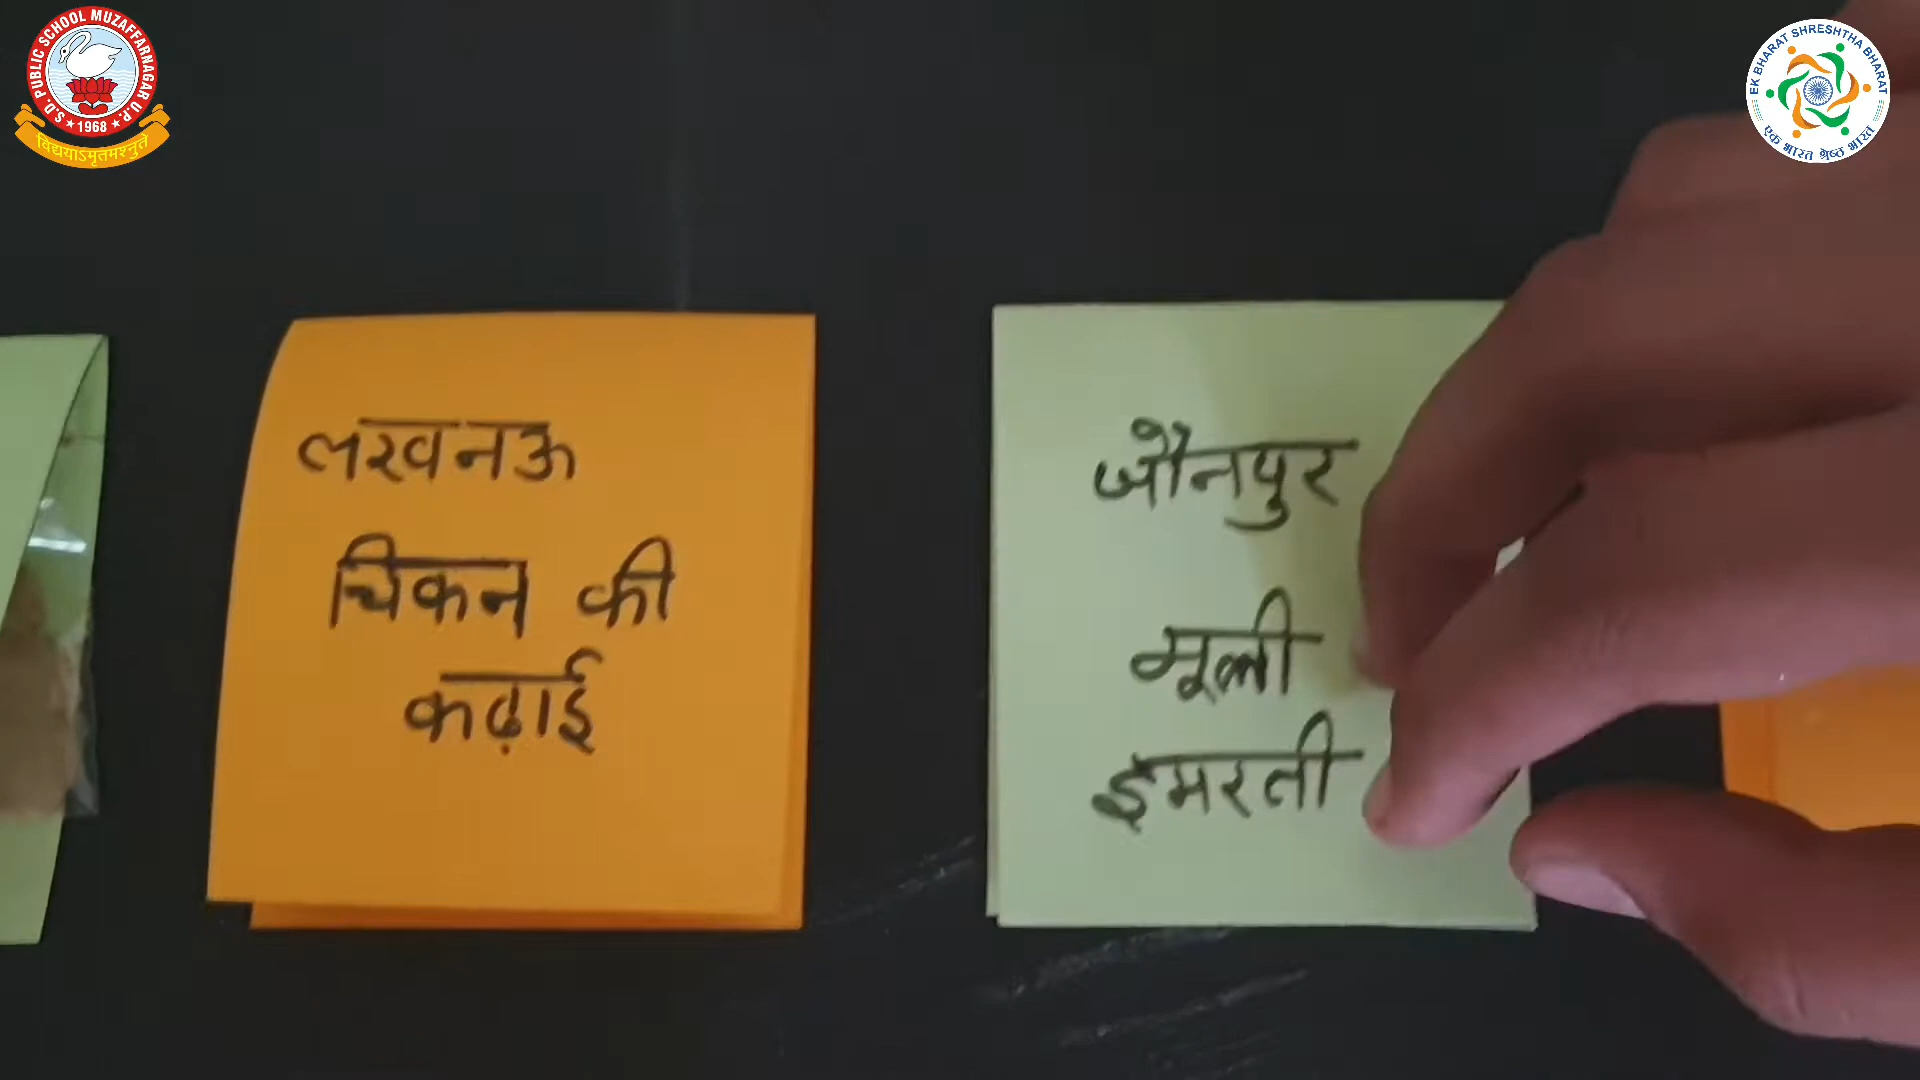 S.D. PUBLIC SCHOOL MUZAFFARNAGAR U.P.
★ 1968 ★
विद्ययाऽमृतमश्नुते
EK BHARAT SHRESHTHA BHARAT
एक भारत श्रेष्ठ भारत
लखनऊ
चिकन की
कढ़ाई
जौनपुर
मूली
इमरती